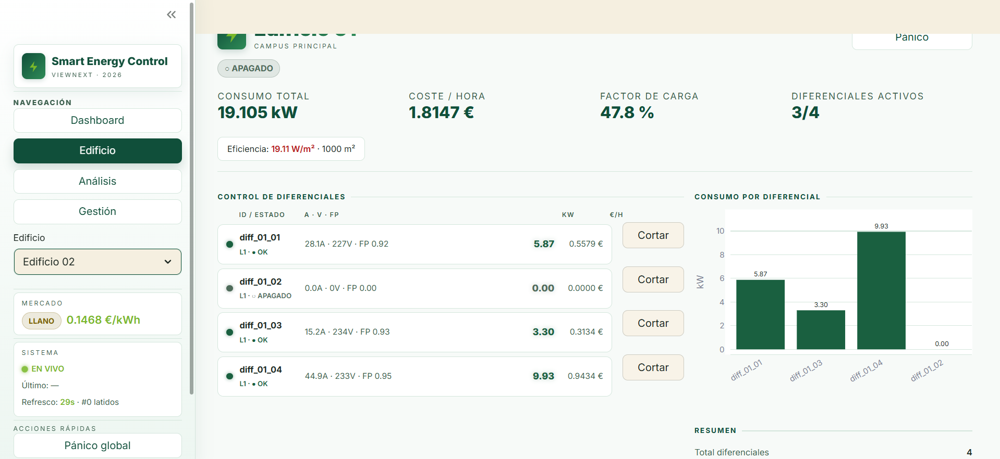 Smart Energy Control
VIEWNEXT · 2026
NAVEGACIÓN
Dashboard
Edificio
Análisis
Gestión
Edificio
Edificio 02
MERCADO
LLANO 0.1468 €/kWh
SISTEMA
EN VIVO
Último: —
Refresco: 29s · #0 latidos
ACCIONES RÁPIDAS
Pánico global
CAMPUS PRINCIPAL
Pánico
○ APAGADO
CONSUMO TOTAL
19.105 kW
COSTE / HORA
1.8147 €
FACTOR DE CARGA
47.8 %
DIFERENCIALES ACTIVOS
3/4
Eficiencia: 19.11 W/m² · 1000 m²
CONTROL DE DIFERENCIALES
ID / ESTADO A · V · FP KW €/H
diff_01_01
L1 · ● OK
28.1A · 227V · FP 0.92
5.87
0.5579 €
Cortar
diff_01_02
L1 · ○ APAGADO
0.0A · 0V · FP 0.00
0.00
0.0000 €
Cortar
diff_01_03
L1 · ● OK
15.2A · 234V · FP 0.93
3.30
0.3134 €
Cortar
diff_01_04
L1 · ● OK
44.9A · 233V · FP 0.95
9.93
0.9434 €
Cortar
CONSUMO POR DIFERENCIAL
kW
10
8
6
4
2
0
5.87
3.30
9.93
0.00
diff_01_01
diff_01_03
diff_01_04
diff_01_02
RESUMEN
Total diferenciales 4